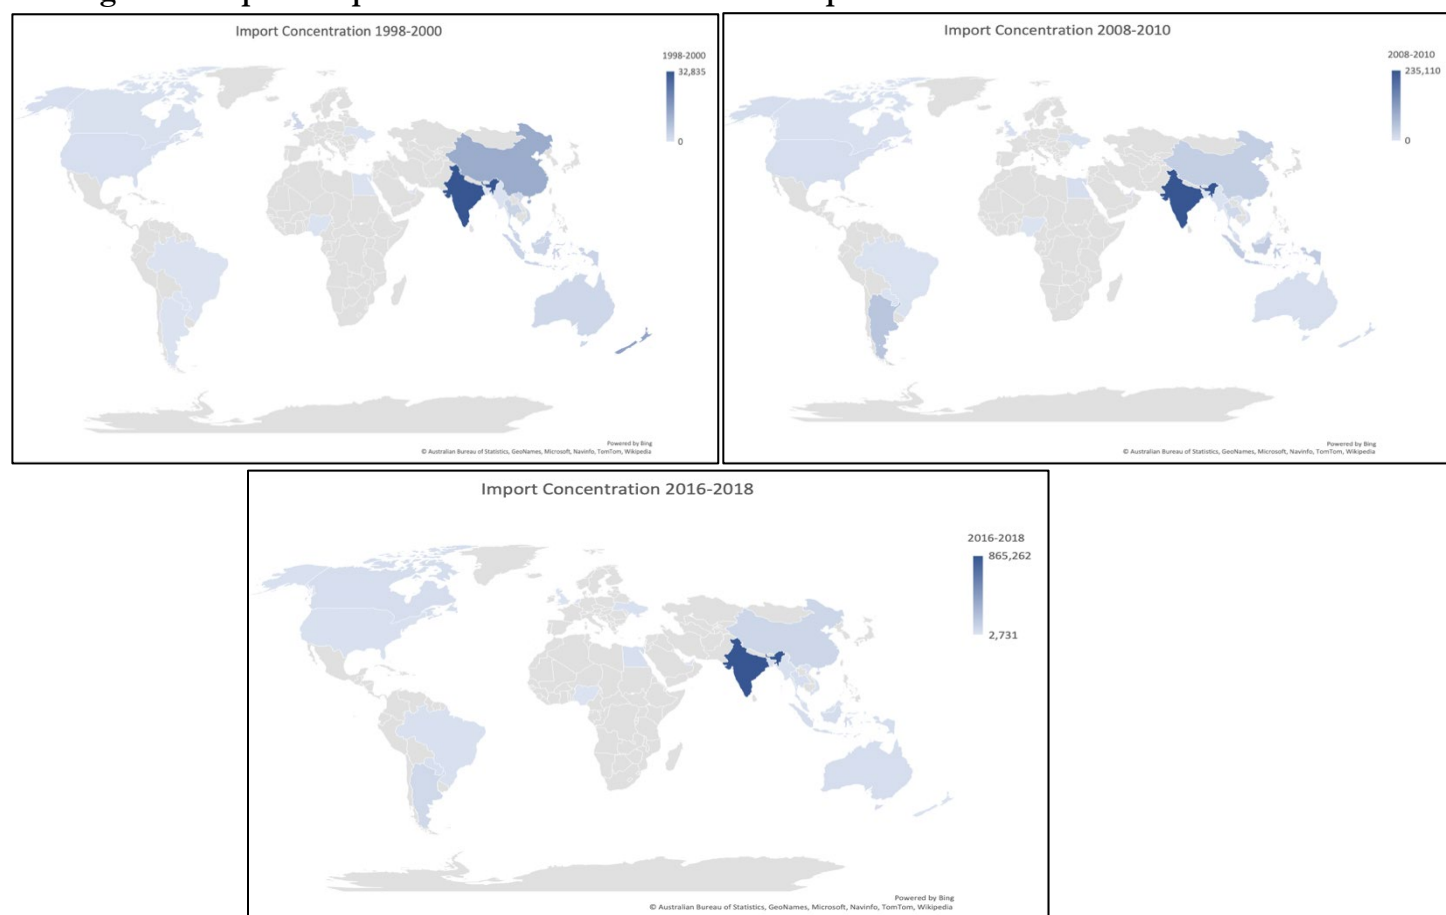 Import Concentration 1998-2000
1998-2000
32,835
0
Powered by Bing
© Australian Bureau of Statistics, GeoNames, Microsoft, Navinfo, TomTom, Wikipedia
Import Concentration 2008-2010
2008-2010
235,110
0
Powered by Bing
© Australian Bureau of Statistics, GeoNames, Microsoft, Navinfo, TomTom, Wikipedia
Import Concentration 2016-2018
2016-2018
865,262
2,731
Powered by Bing
© Australian Bureau of Statistics, GeoNames, Microsoft, Navinfo, TomTom, Wikipedia